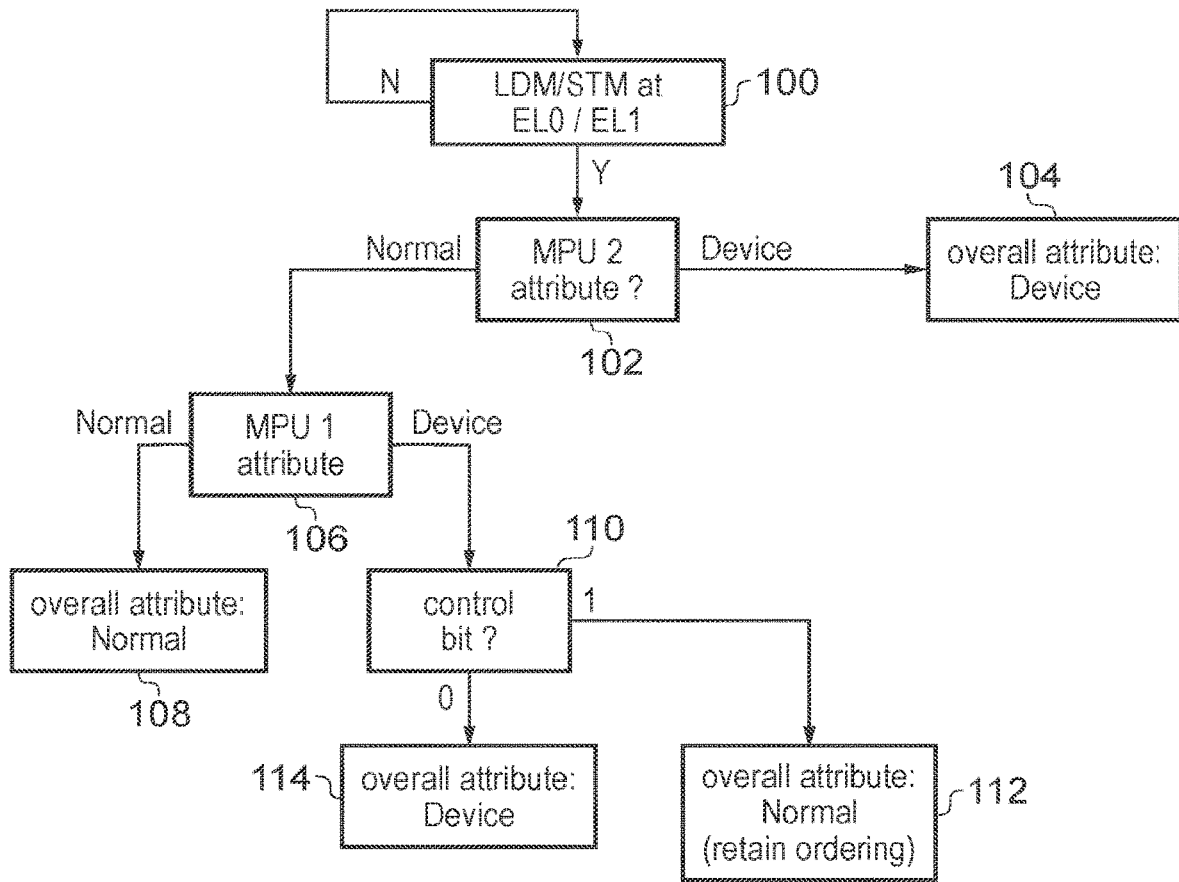 N
LDM/STM at
EL0 / EL1
100
Y
104
Normal
MPU 2
attribute ?
Device
overall attribute:
Device
102
Normal
MPU 1
attribute
Device
106
110
overall attribute:
Normal
control
bit ?
1
108
0
114
overall attribute:
Device
overall attribute:
Normal
(retain ordering)
112